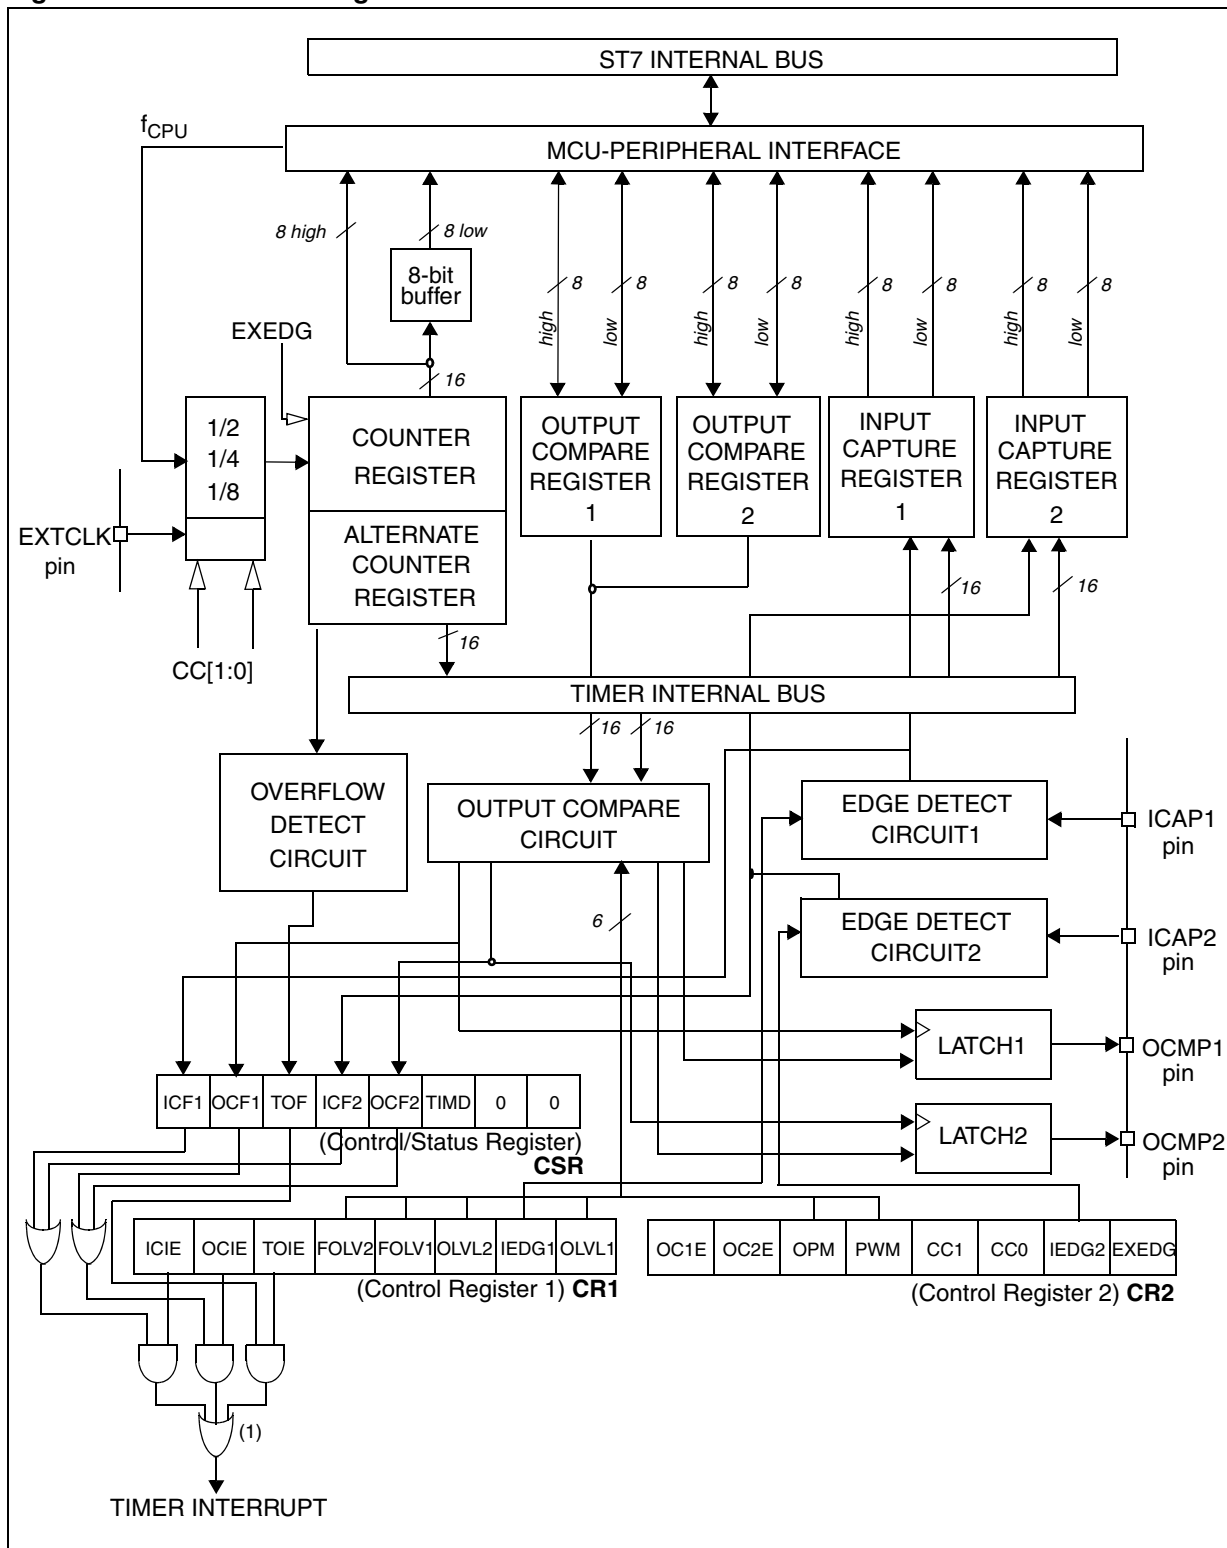 ST7 INTERNAL BUS
fCPU
MCU-PERIPHERAL INTERFACE
8 high
8 low
8-bit
buffer
8
8
8
8
8
8
8
8
high
low
high
low
high
low
high
low
EXEDG
16
1/2
1/4
1/8
COUNTER
REGISTER
OUTPUT
COMPARE
REGISTER
1
OUTPUT
COMPARE
REGISTER
2
INPUT
CAPTURE
REGISTER
1
INPUT
CAPTURE
REGISTER
2
EXTCLK
pin
ALTERNATE
COUNTER
REGISTER
16
16
16
CC[1:0]
TIMER INTERNAL BUS
16
16
OVERFLOW
DETECT
CIRCUIT
OUTPUT COMPARE
CIRCUIT
EDGE DETECT
CIRCUIT1
ICAP1
pin
6
EDGE DETECT
CIRCUIT2
ICAP2
pin
LATCH1
OCMP1
pin
ICF1 OCF1 TOF ICF2 OCF2 TIMD 0 0
(Control/Status Register)
CSR
LATCH2
OCMP2
pin
ICIE OCIE TOIE FOLV2 FOLV1 OLVL2 IEDG1 OLVL1
(Control Register 1) CR1
OC1E OC2E OPM PWM CC1 CC0 IEDG2 EXEDG
(Control Register 2) CR2
(1)
TIMER INTERRUPT